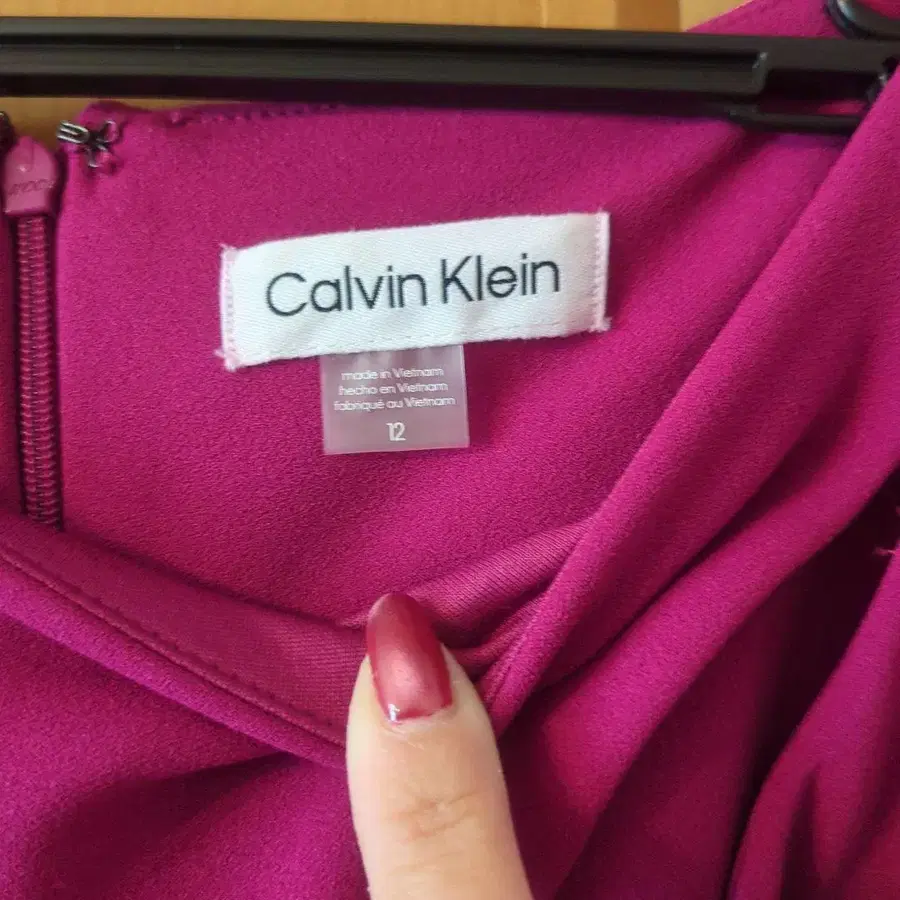 Calvin Klein
made in Vietnam
hecho en Vietnam
fabriqué au Vietnam
12